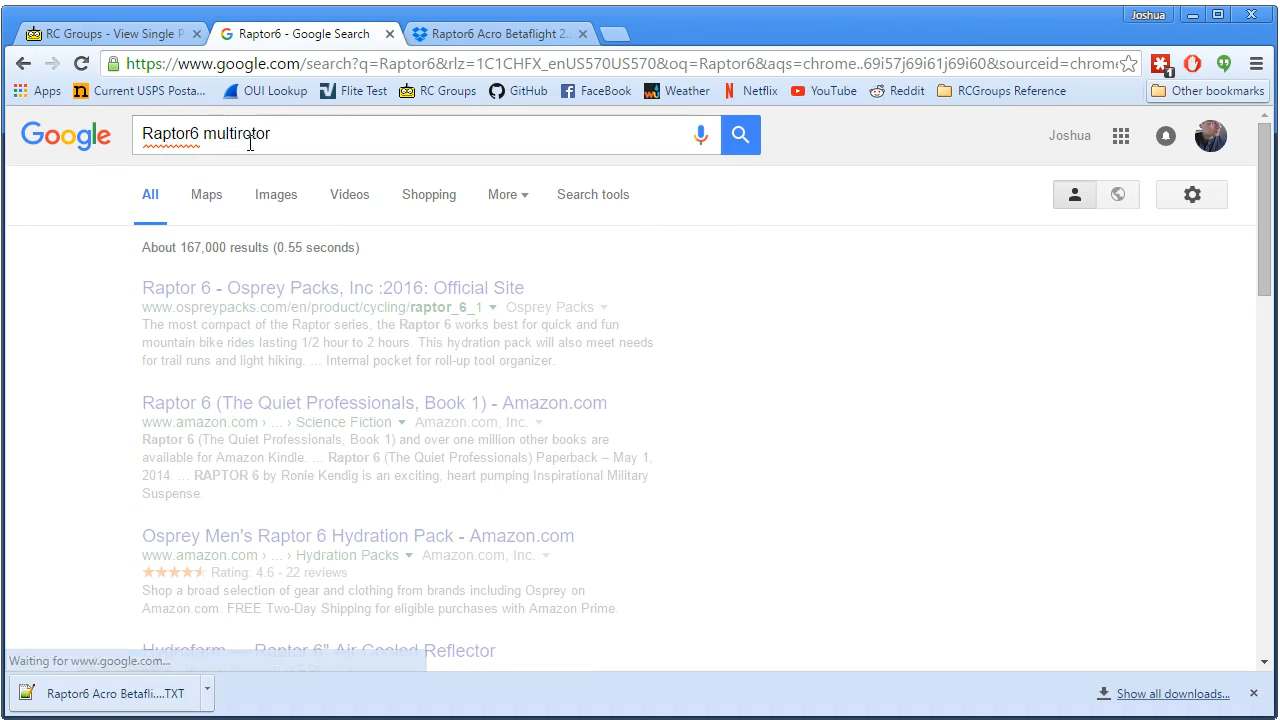 Joshua
RC Groups - View Single P
Raptor6 - Google Search
Raptor6 Acro Betaflight 2.
https://www.google.com/search?q=Raptor6&rlz=1C1CHFX_enUS570US570&oq=Raptor6&aqs=chrome..69i57j69i61j69i60&sourceid=chrome
1
Apps
Current USPS Posta...
OUI Lookup
Flite Test
RC Groups
GitHub
FaceBook
Weather
Netflix
YouTube
Reddit
RCGroups Reference
Other bookmarks
Google
Raptor6 multirotor
Joshua
All Maps Images Videos Shopping More Search tools
About 167,000 results (0.55 seconds)
Raptor 6 - Osprey Packs, Inc :2016: Official Site
www.ospreypacks.com/en/product/cycling/raptor_6_1 Osprey Packs
The most compact of the Raptor series, the Raptor 6 works best for quick and fun
mountain bike rides lasting 1/2 hour to 2 hours. This hydration pack will also meet needs
for trail runs and light hiking. ... Internal pocket for roll-up tool organizer.
Raptor 6 (The Quiet Professionals, Book 1) - Amazon.com
www.amazon.com › ... › Science Fiction Amazon.com, Inc.
Raptor 6 (The Quiet Professionals, Book 1) and over one million other books are
available for Amazon Kindle. ... Raptor 6 (The Quiet Professionals) Paperback – May 1,
2014. ... RAPTOR 6 by Ronie Kendig is an exciting, heart pumping Inspirational Military
Suspense.
Osprey Men's Raptor 6 Hydration Pack - Amazon.com
www.amazon.com › ... › Hydration Packs Amazon.com, Inc.
Rating: 4.6 - 22 reviews
Shop a broad selection of gear and clothing from brands including Osprey on
Amazon.com. FREE Two-Day Shipping for eligible purchases with Amazon Prime.
Hydrofarm — Raptor 6" Air Cooled Reflector
Waiting for www.google.com...
Raptor6 Acro Betafli....TXT
Show all downloads...